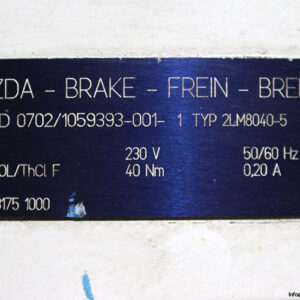 ZDA - BRAKE - FREIN - BRE
D 0702/1059393-001- 1 TYP 2LM8040-5
230 V 50/60 Hz
OL/ThCl F 40 Nm 0,20 A
8175 1000